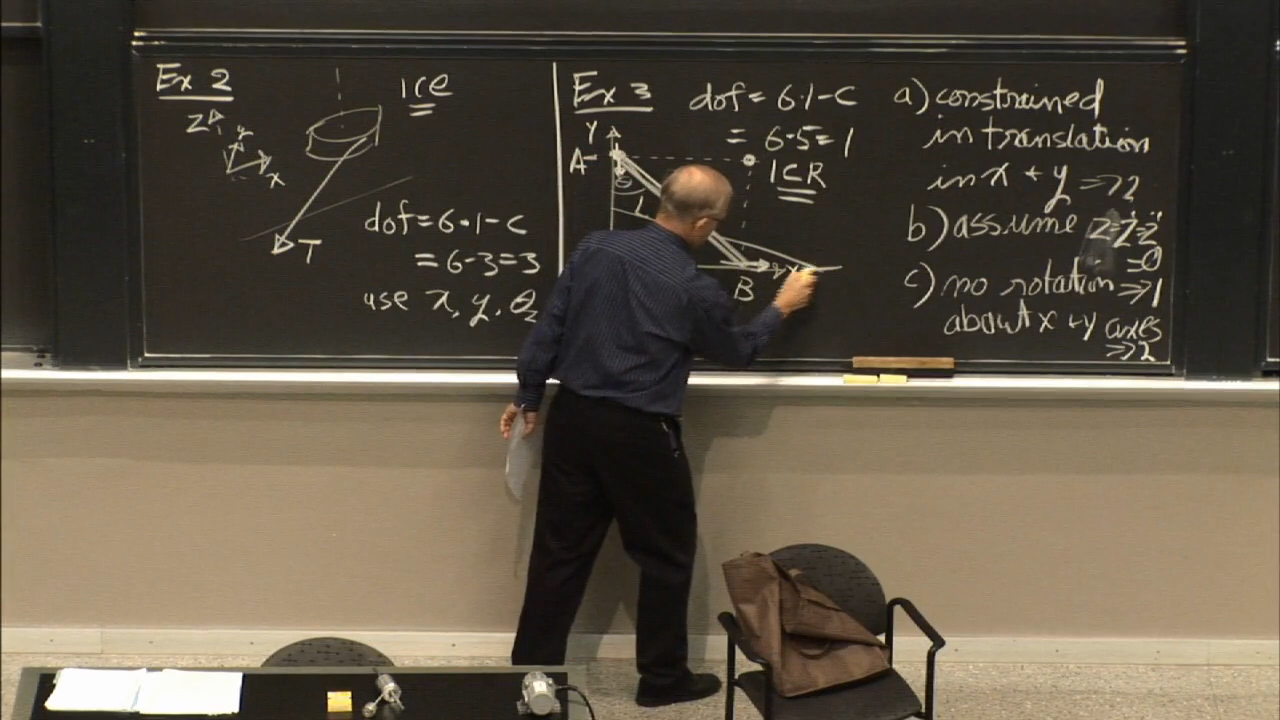 Ex 2
ICE
Z
y
x
T
dof = 6·1-C
= 6-3=3
use x, y, θz
Ex 3
dof = 6·1-C
= 6-5=1
Y
A
ICR
θ
L
x
B
a) constrained
in translation
in x + y ⇒ 2
b) assume z=ż=z̈
=0
⇒ 1
c) no rotation
about x + y axes
⇒ 2